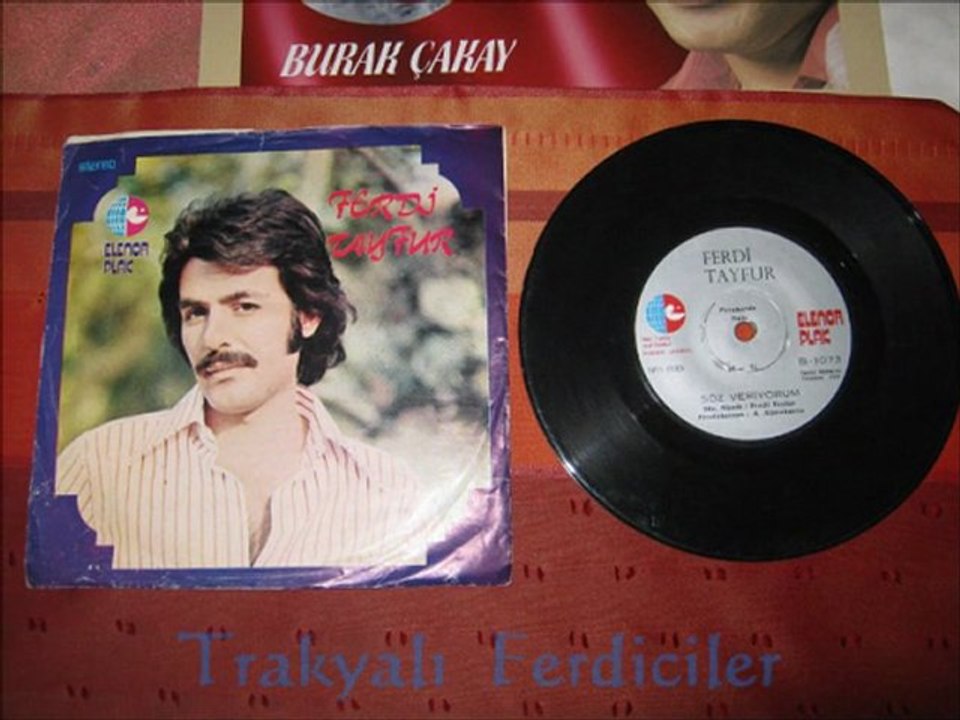 BURAK ÇAKAY
stereo
FERDİ
TAYFUR
ELENOR
PLAK
FERDİ
TAYFUR
ELENOR
PLAK
SÖZ VERİYORUM
Trakyalı Ferdiciler